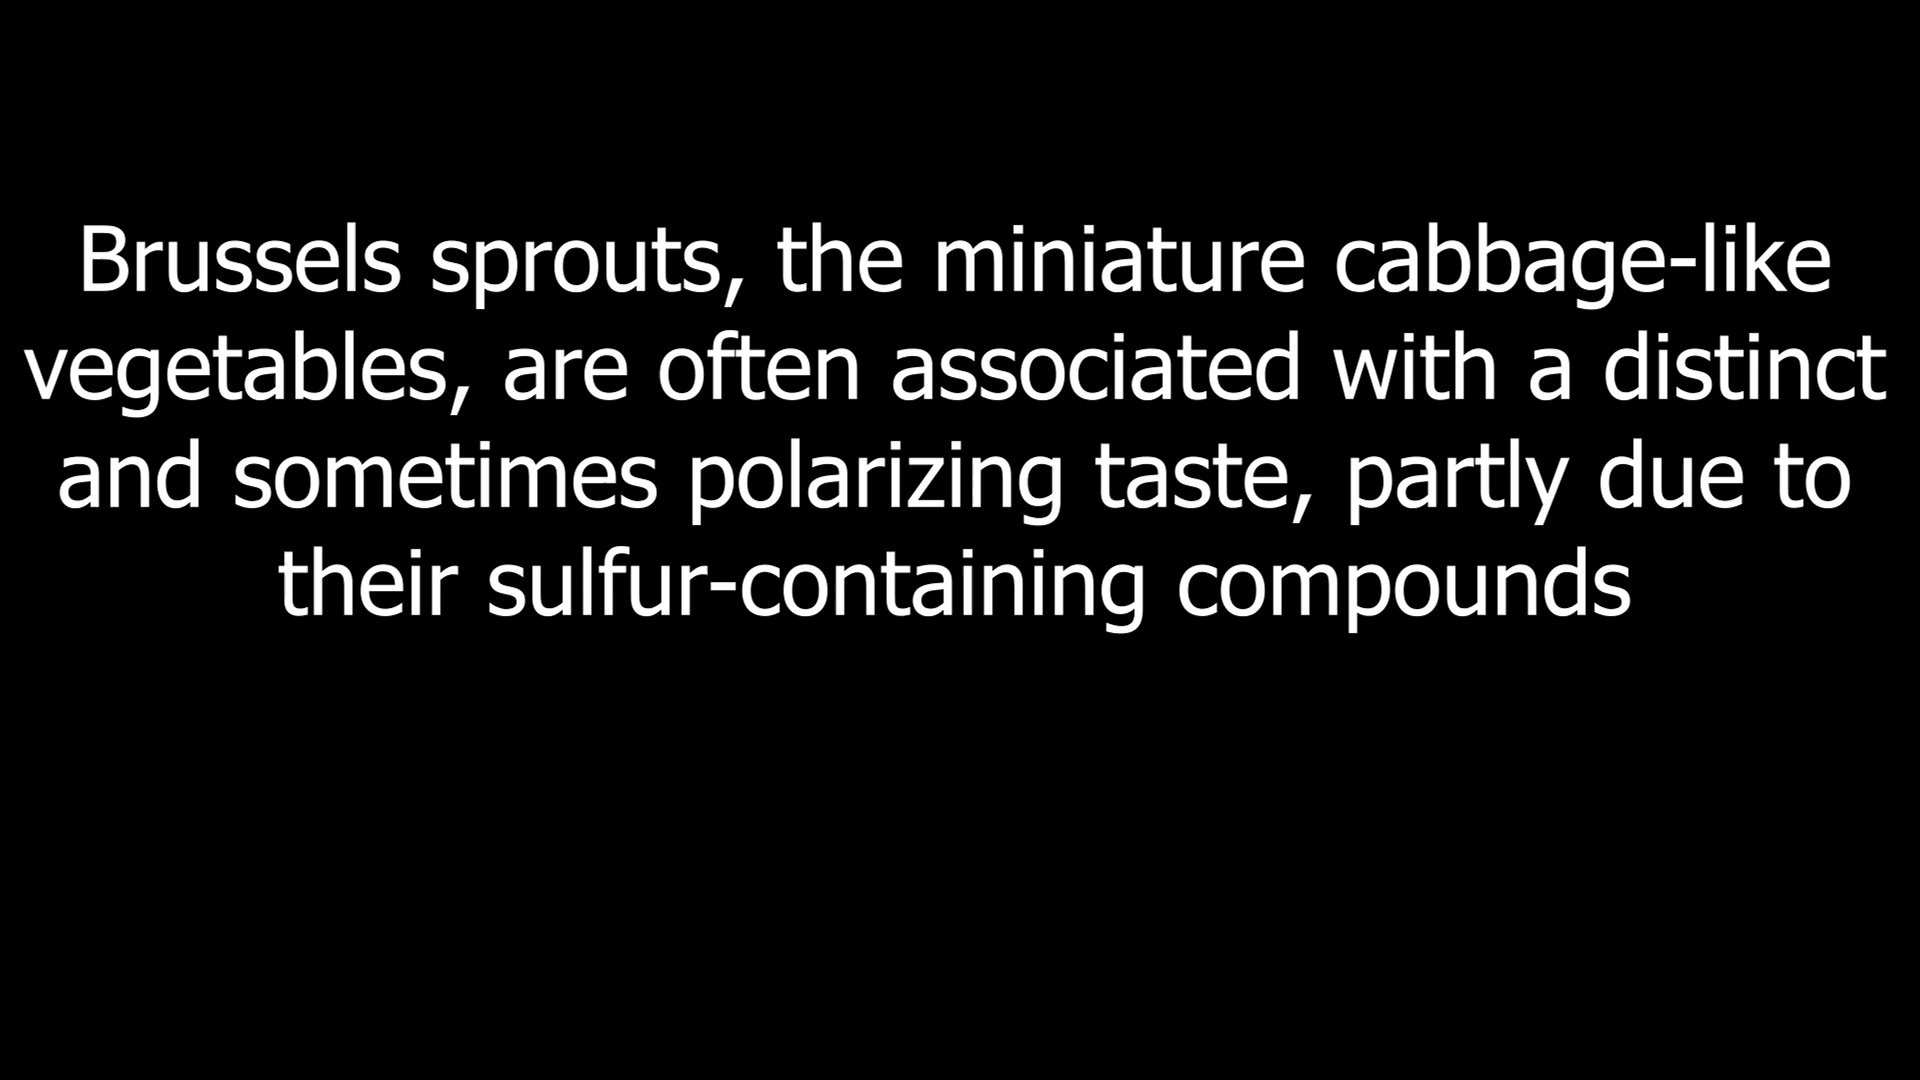 Brussels sprouts, the miniature cabbage-like
vegetables, are often associated with a distinct
and sometimes polarizing taste, partly due to
their sulfur-containing compounds